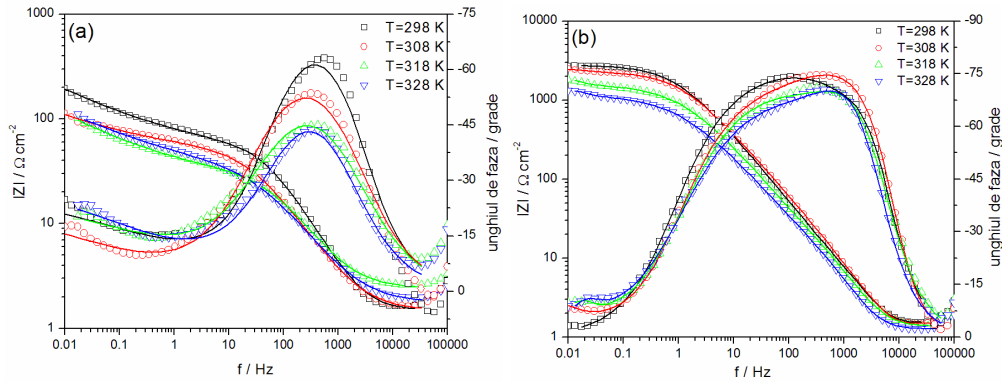 (a)
T=298 K
T=308 K
T=318 K
T=328 K
1000
100
10
1
IZI / Ω cm⁻²
-75
-60
-45
-30
-15
0
unghiul de faza / grade
0.01 0.1 1 10 100 1000 10000 100000
f / Hz
(b)
T=298 K
T=308 K
T=318 K
T=328 K
10000
1000
100
10
1
IZI / Ω cm⁻²
-90
-75
-60
-45
-30
-15
0
unghiul de faza / grade
0.01 0.1 1 10 100 1000 10000 100000
f / Hz